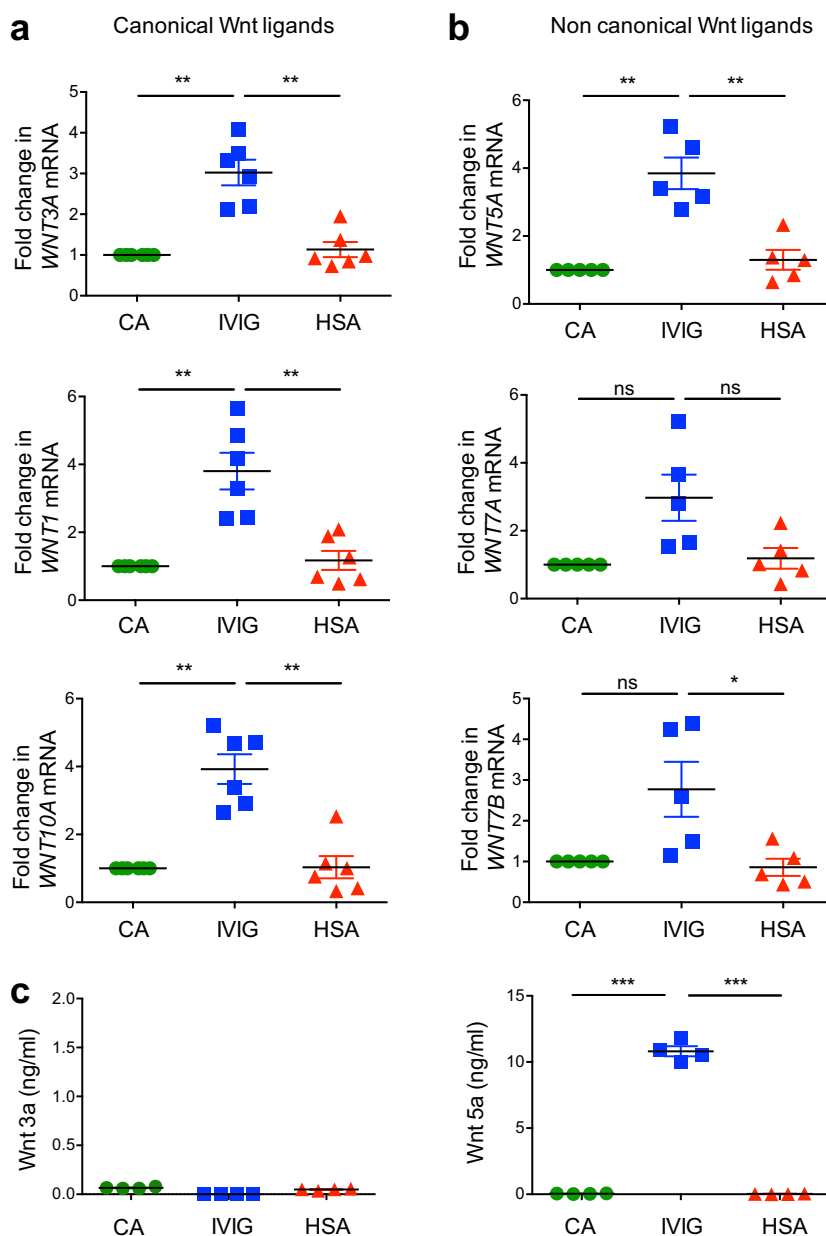 a
Canonical Wnt ligands
b
Non canonical Wnt ligands
** **
Fold change in
WNT3A mRNA
5
4
3
2
1
0
CA IVIG HSA
** **
Fold change in
WNT5A mRNA
6
4
2
0
CA IVIG HSA
** **
Fold change in
WNT1 mRNA
6
4
2
0
CA IVIG HSA
ns ns
Fold change in
WNT7A mRNA
6
4
2
0
CA IVIG HSA
** **
Fold change in
WNT10A mRNA
6
4
2
0
CA IVIG HSA
ns *
Fold change in
WNT7B mRNA
5
4
3
2
1
0
CA IVIG HSA
c
Wnt 3a (ng/ml)
2.0
1.5
1.0
0.5
0.0
CA IVIG HSA
*** ***
Wnt 5a (ng/ml)
15
10
5
0
CA IVIG HSA